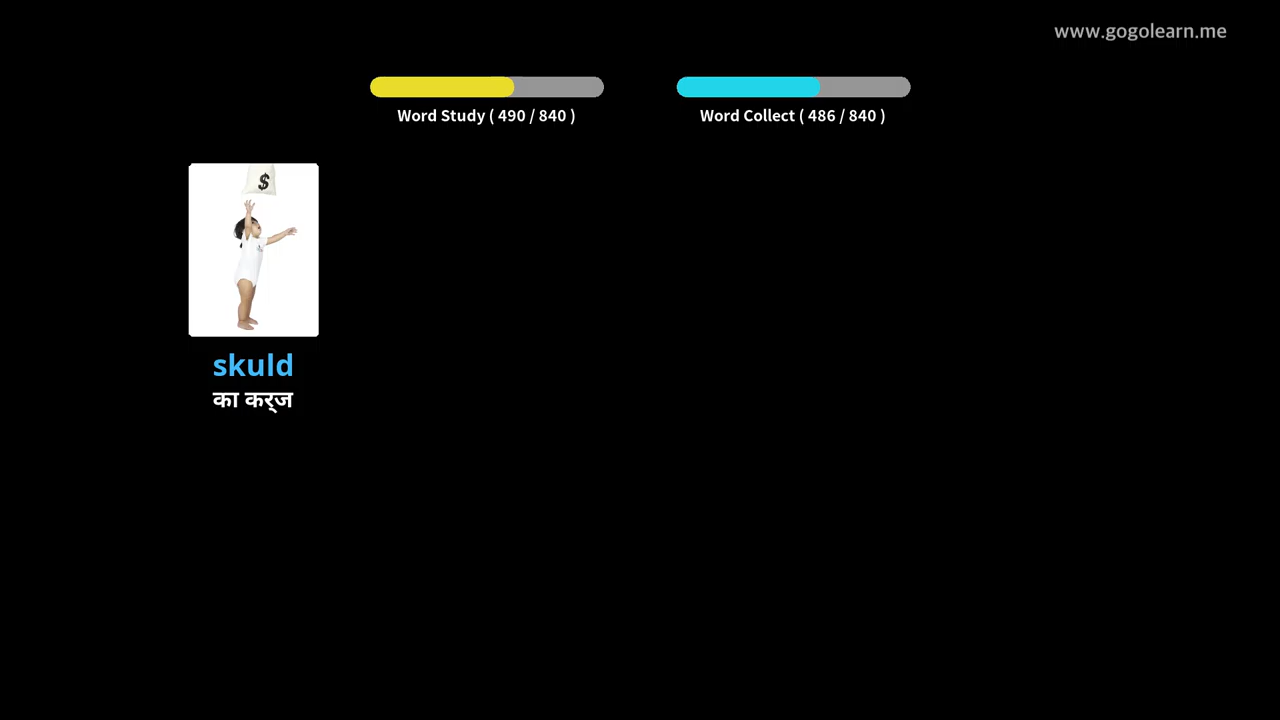 www.gogolearn.me
Word Study ( 490 / 840 )
Word Collect ( 486 / 840 )
$
skuld
का कर्‌ज